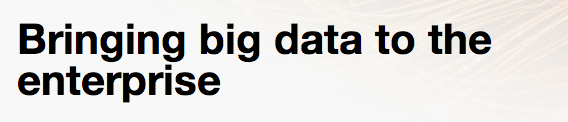 Bringing big data to the
enterprise